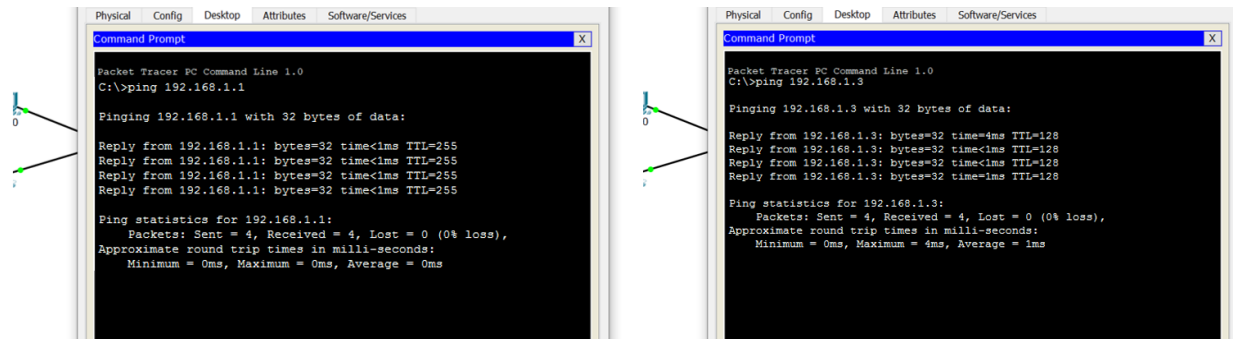 Physical Config Desktop Attributes Software/Services
Command Prompt X
Packet Tracer PC Command Line 1.0
C:\>ping 192.168.1.1
Pinging 192.168.1.1 with 32 bytes of data:
Reply from 192.168.1.1: bytes=32 time<1ms TTL=255
Reply from 192.168.1.1: bytes=32 time<1ms TTL=255
Reply from 192.168.1.1: bytes=32 time<1ms TTL=255
Reply from 192.168.1.1: bytes=32 time<1ms TTL=255
Ping statistics for 192.168.1.1:
Packets: Sent = 4, Received = 4, Lost = 0 (0% loss),
Approximate round trip times in milli-seconds:
Minimum = 0ms, Maximum = 0ms, Average = 0ms
Physical Config Desktop Attributes Software/Services
Command Prompt X
Packet Tracer PC Command Line 1.0
C:\>ping 192.168.1.3
Pinging 192.168.1.3 with 32 bytes of data:
Reply from 192.168.1.3: bytes=32 time=4ms TTL=128
Reply from 192.168.1.3: bytes=32 time<1ms TTL=128
Reply from 192.168.1.3: bytes=32 time<1ms TTL=128
Reply from 192.168.1.3: bytes=32 time=1ms TTL=128
Ping statistics for 192.168.1.3:
Packets: Sent = 4, Received = 4, Lost = 0 (0% loss),
Approximate round trip times in milli-seconds:
Minimum = 0ms, Maximum = 4ms, Average = 1ms